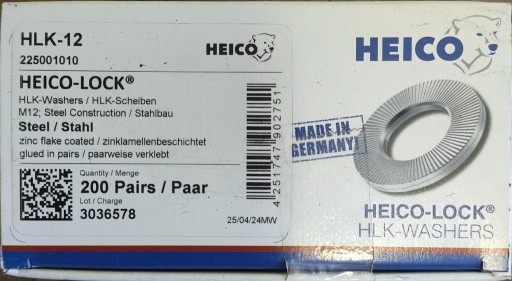 HLK-12
225001010
HEICO
HEICO-LOCK®
HLK-Washers / HLK-Scheiben
M12; Steel Construction / Stahlbau
Steel / Stahl
zinc flake coated / zinklamellenbeschichtet
glued in pairs / paarweise verklebt
Quantity / Menge
200 Pairs / Paar
Lot / Charge
3036578
25/04/24MW
4 251747 902751
HEICO
MADE IN
GERMANY!
HEICO-LOCK®
HLK-WASHERS